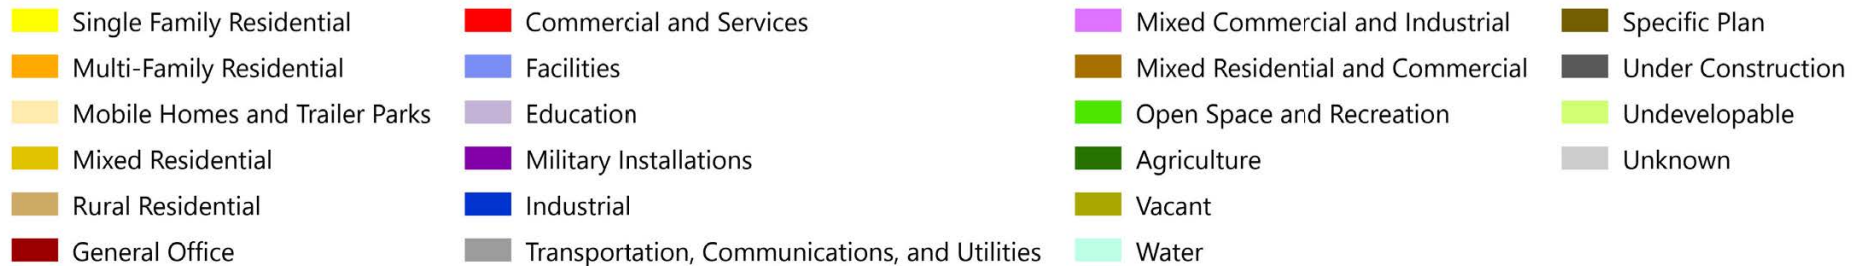 Single Family Residential
Multi-Family Residential
Mobile Homes and Trailer Parks
Mixed Residential
Rural Residential
General Office
Commercial and Services
Facilities
Education
Military Installations
Industrial
Transportation, Communications, and Utilities
Mixed Commercial and Industrial
Mixed Residential and Commercial
Open Space and Recreation
Agriculture
Vacant
Water
Specific Plan
Under Construction
Undevelopable
Unknown